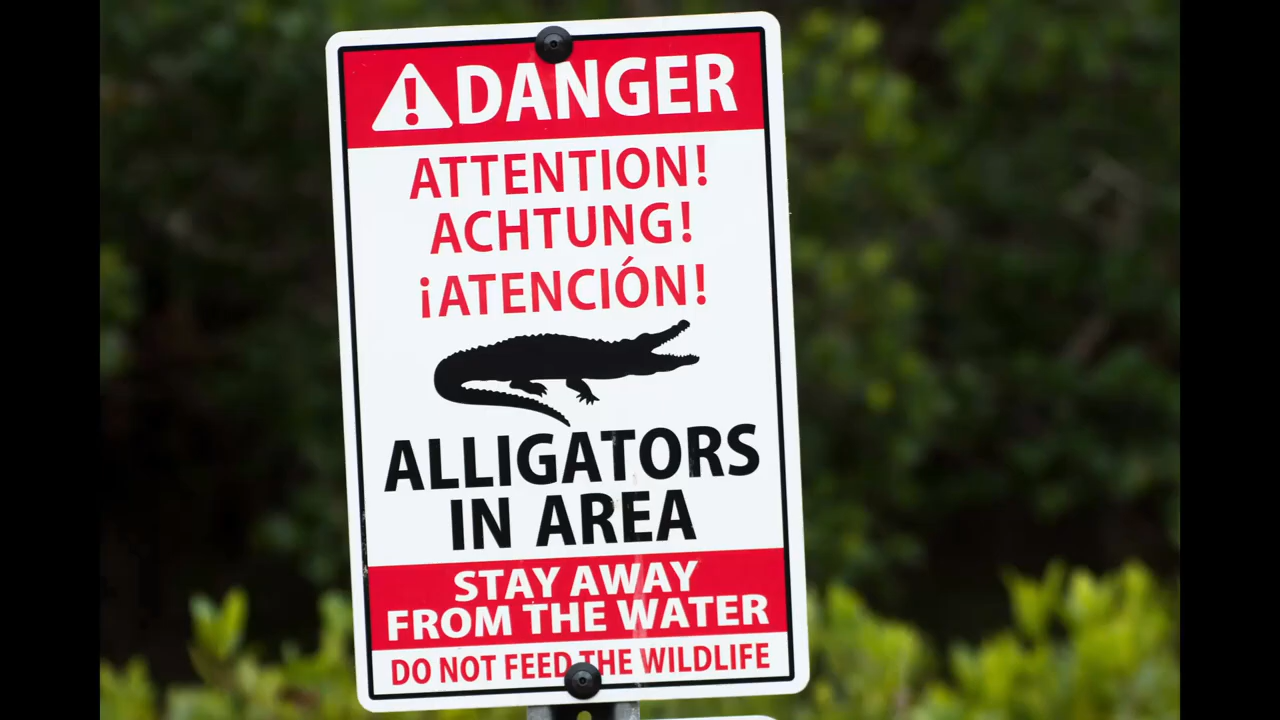 DANGER
ATTENTION!
ACHTUNG!
¡ATENCIÓN!
ALLIGATORS
IN AREA
STAY AWAY
FROM THE WATER
DO NOT FEED THE WILDLIFE